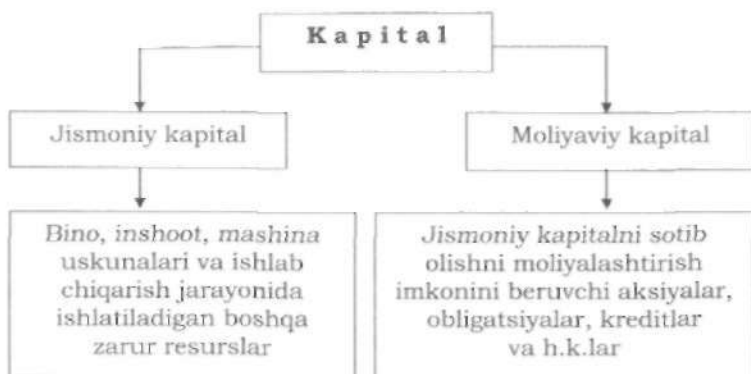 Kapital
Jismoniy kapital
Moliyaviy kapital
Bino, inshoot, mashina
uskunalari va ishlab
chiqarish jarayonida
ishlatiladigan boshqa
zarur resurslar
Jismoniy kapitalni sotib
olishni moliyalashtirish
imkonini beruvchi aksiyalar,
obligatsiyalar, kreditlar
va h.k.lar